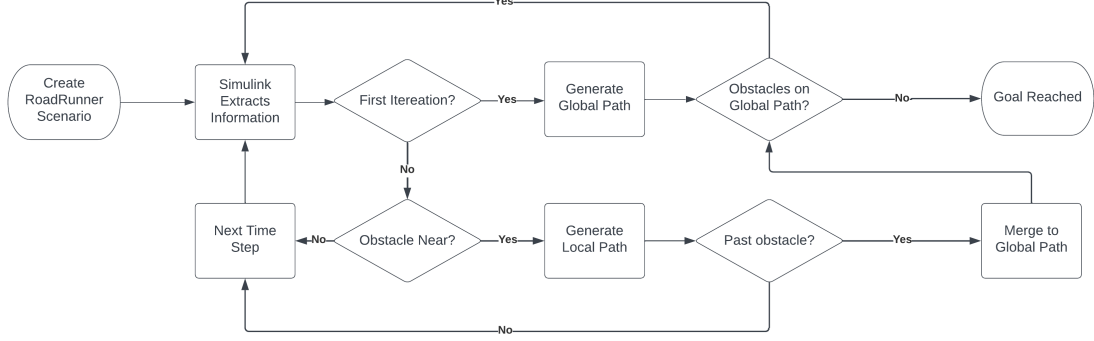 Yes
Create
RoadRunner
Scenario
Simulink
Extracts
Information
First Itereation?
Yes
Generate
Global Path
Obstacles on
Global Path?
No
Goal Reached
No
Next Time
Step
No
Obstacle Near?
Yes
Generate
Local Path
Past obstacle?
Yes
Merge to
Global Path
No